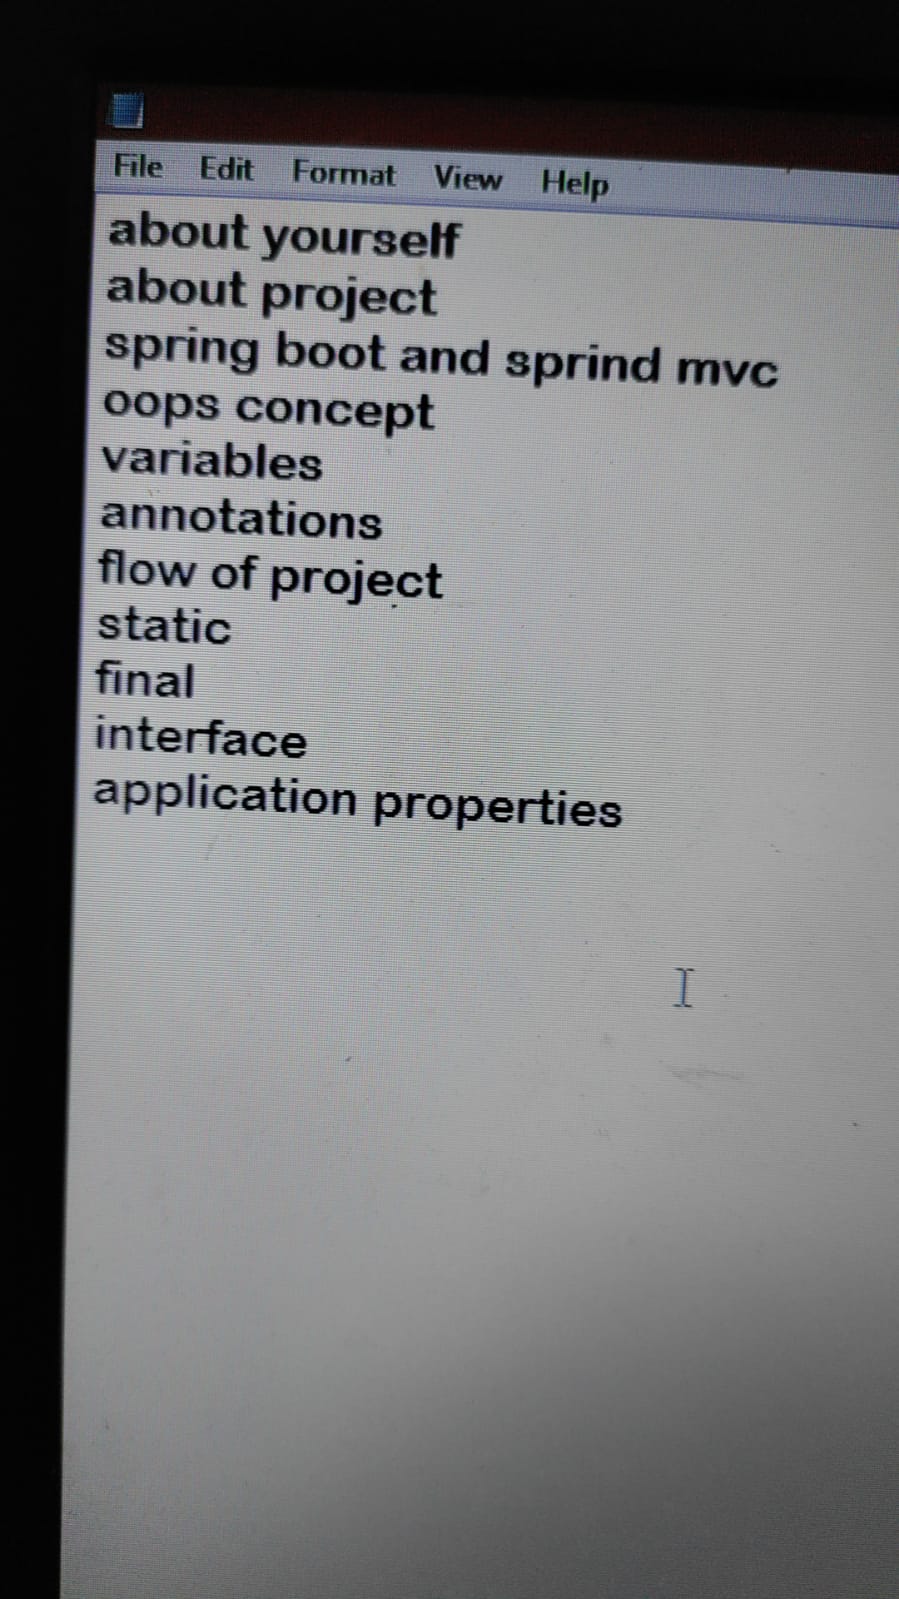 File Edit Format View Help
about yourself
about project
spring boot and sprind mvc
oops concept
variables
annotations
flow of project
static
final
interface
application properties